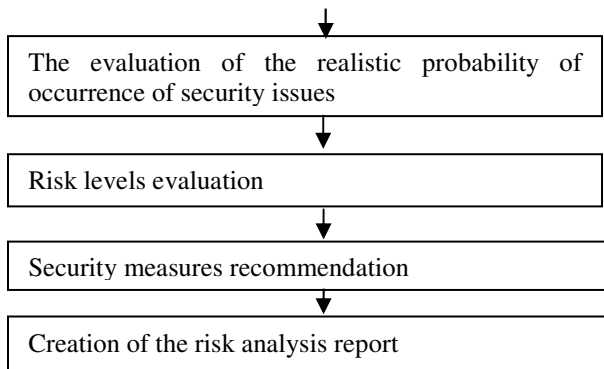 The evaluation of the realistic probability of
occurrence of security issues
Risk levels evaluation
Security measures recommendation
Creation of the risk analysis report